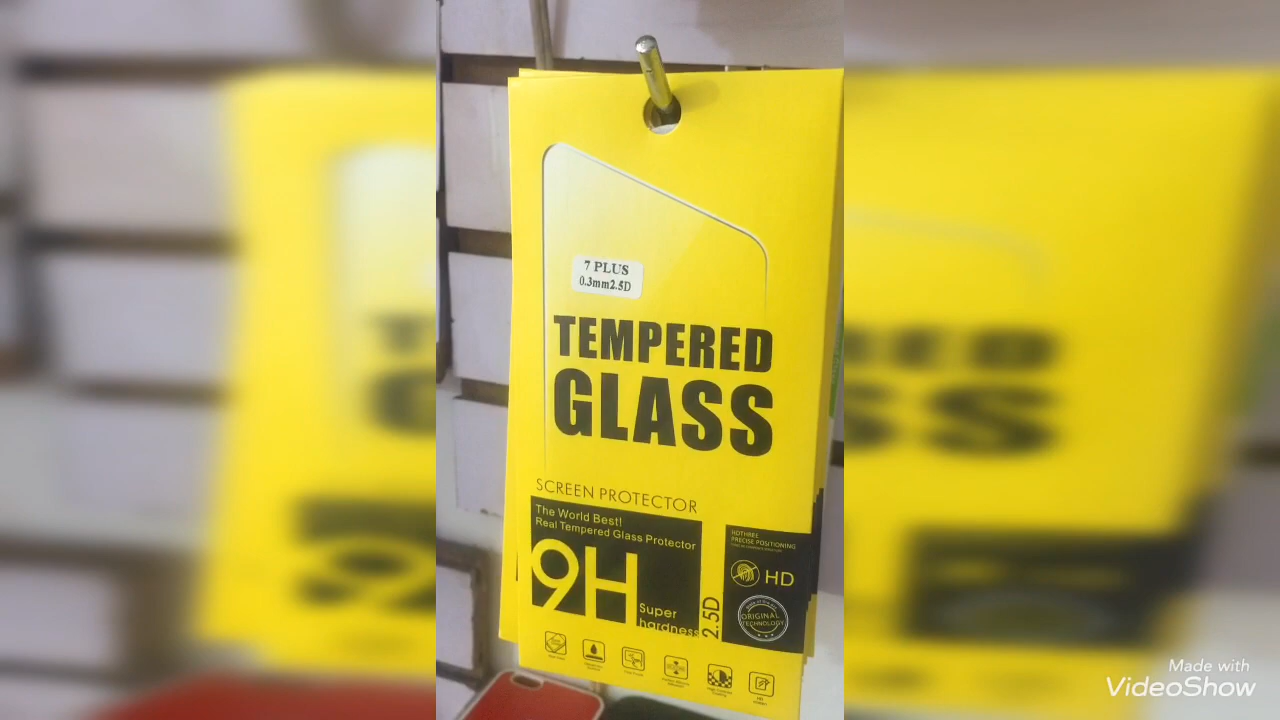 7 PLUS
0.3mm2.5D
TEMPERED
GLASS
SCREEN PROTECTOR
The World Best!
Real Tempered Glass Protector
9H
Super
hardness
2.5D
HOTHREE
PRECISE POSITIONING
HD
ORIGINAL
TECHNOLOGY
Made with
VideoShow